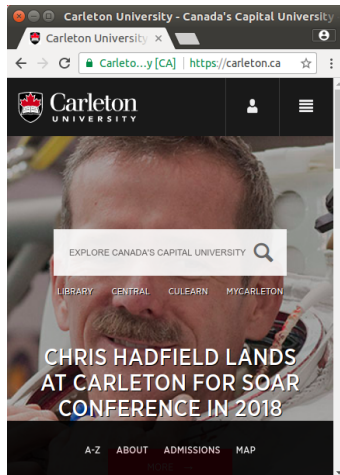 Carleton University - Canada's Capital University
Carleton University
Carleto...y [CA] | https://carleton.ca
Carleton
UNIVERSITY
EXPLORE CANADA'S CAPITAL UNIVERSITY
LIBRARY CENTRAL CULEARN MYCARLETON
CHRIS HADFIELD LANDS
AT CARLETON FOR SOAR
CONFERENCE IN 2018
A-Z ABOUT ADMISSIONS MAP
MORE